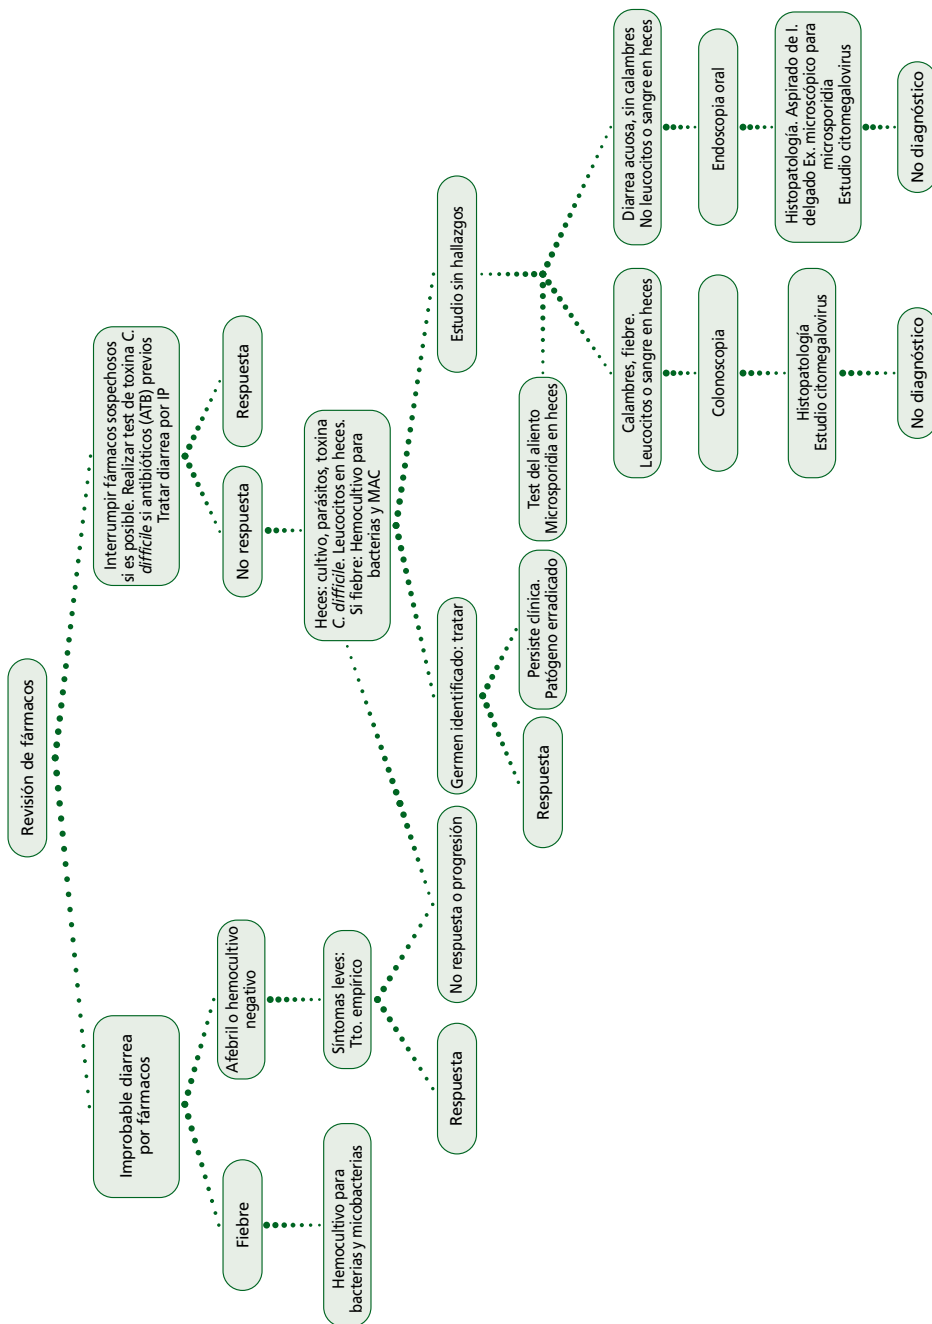 Revisión de fármacos
Improbable diarrea
por fármacos
Interrumpir fármacos sospechosos
si es posible. Realizar test de toxina C.
difficile si antibióticos (ATB) previos
Tratar diarrea por IP
Fiebre
Afebril o hemocultivo
negativo
No respuesta
Respuesta
Hemocultivo para
bacterias y micobacterias
Síntomas leves:
Tto. empírico
Heces: cultivo, parásitos, toxina
C. difficile. Leucocitos en heces.
Si fiebre: Hemocultivo para
bacterias y MAC
Respuesta
No respuesta o progresión
Germen identificado: tratar
Estudio sin hallazgos
Respuesta
Persiste clínica.
Patógeno erradicado
Test del aliento
Microsporidia en heces
Calambres, fiebre.
Leucocitos o sangre en heces
Diarrea acuosa, sin calambres
No leucocitos o sangre en heces
Colonoscopia
Endoscopia oral
Histopatología
Estudio citomegalovirus
Histopatología. Aspirado de I.
delgado Ex. microscópico para
microsporidia
Estudio citomegalovirus
No diagnóstico
No diagnóstico